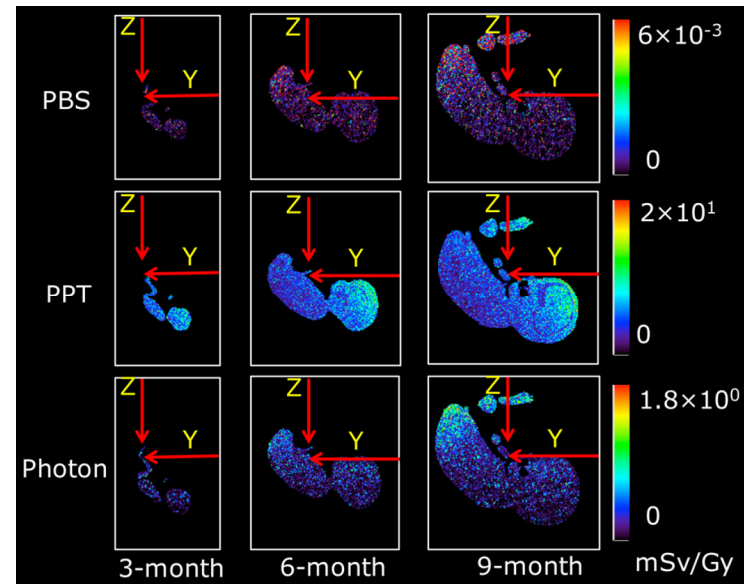 Z Z Z 6×10⁻³
PBS Y Y Y
0
Z Z Z 2×10¹
PPT Y Y Y
0
Z Z Z 1.8×10⁰
Photon Y Y Y
0
3-month 6-month 9-month mSv/Gy